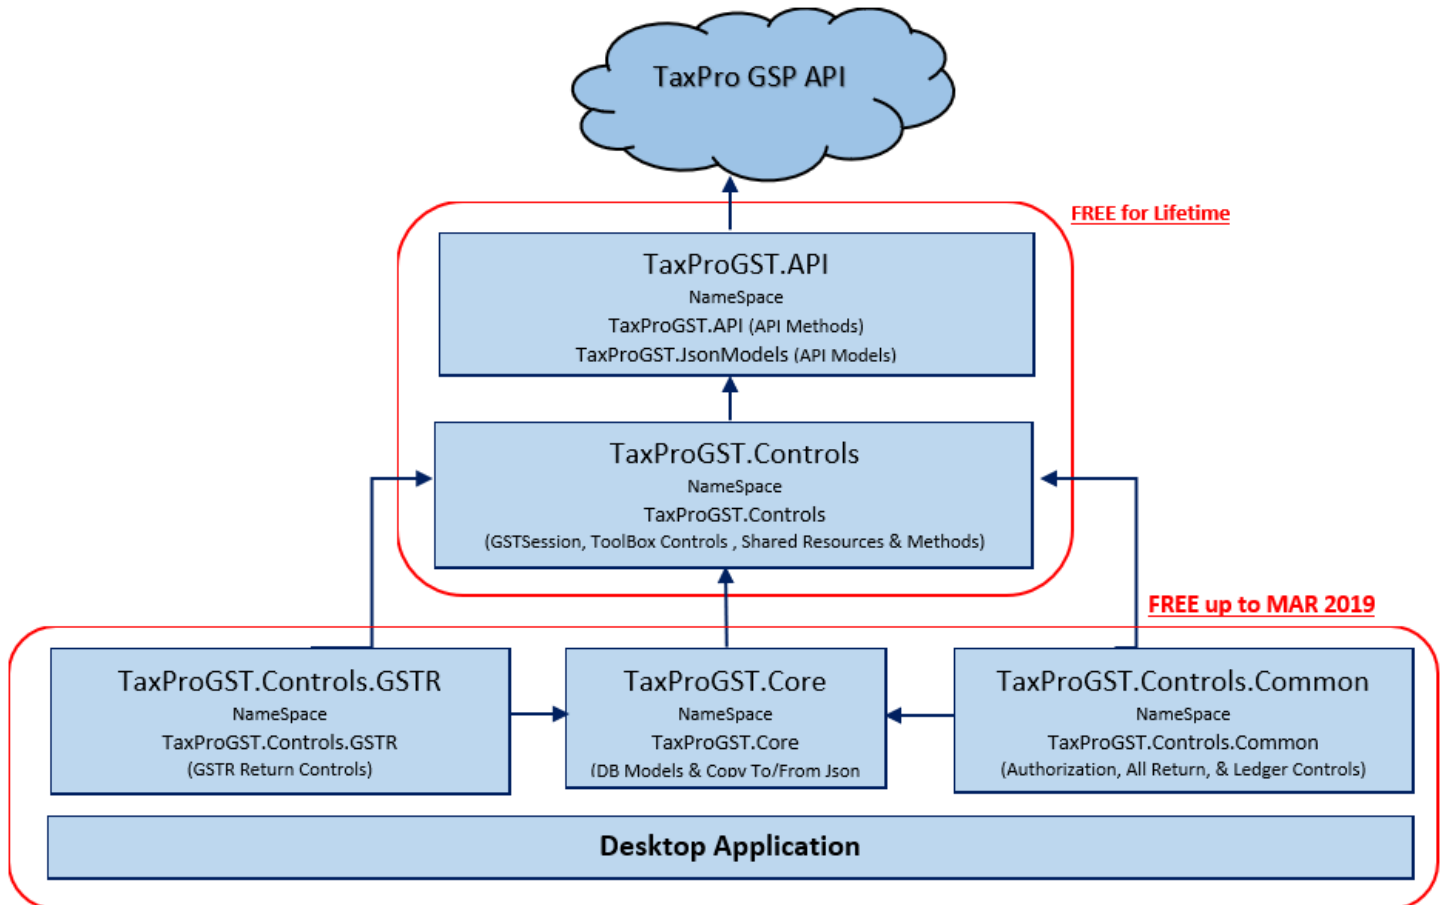 TaxPro GSP API
FREE for Lifetime
TaxProGST.API
NameSpace
TaxProGST.API (API Methods)
TaxProGST.JsonModels (API Models)
TaxProGST.Controls
NameSpace
TaxProGST.Controls
(GSTSession, ToolBox Controls , Shared Resources & Methods)
FREE up to MAR 2019
TaxProGST.Controls.GSTR
NameSpace
TaxProGST.Controls.GSTR
(GSTR Return Controls)
TaxProGST.Core
NameSpace
TaxProGST.Core
(DB Models & Copy To/From Json
TaxProGST.Controls.Common
NameSpace
TaxProGST.Controls.Common
(Authorization, All Return, & Ledger Controls)
Desktop Application